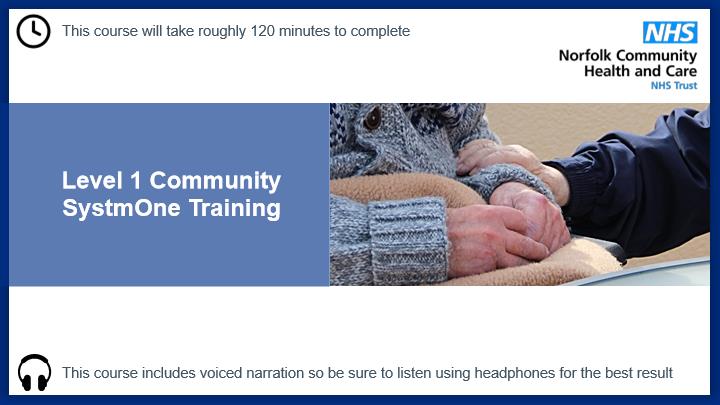 This course will take roughly 120 minutes to complete
NHS
Norfolk Community
Health and Care
NHS Trust
Level 1 Community
SystmOne Training
This course includes voiced narration so be sure to listen using headphones for the best result